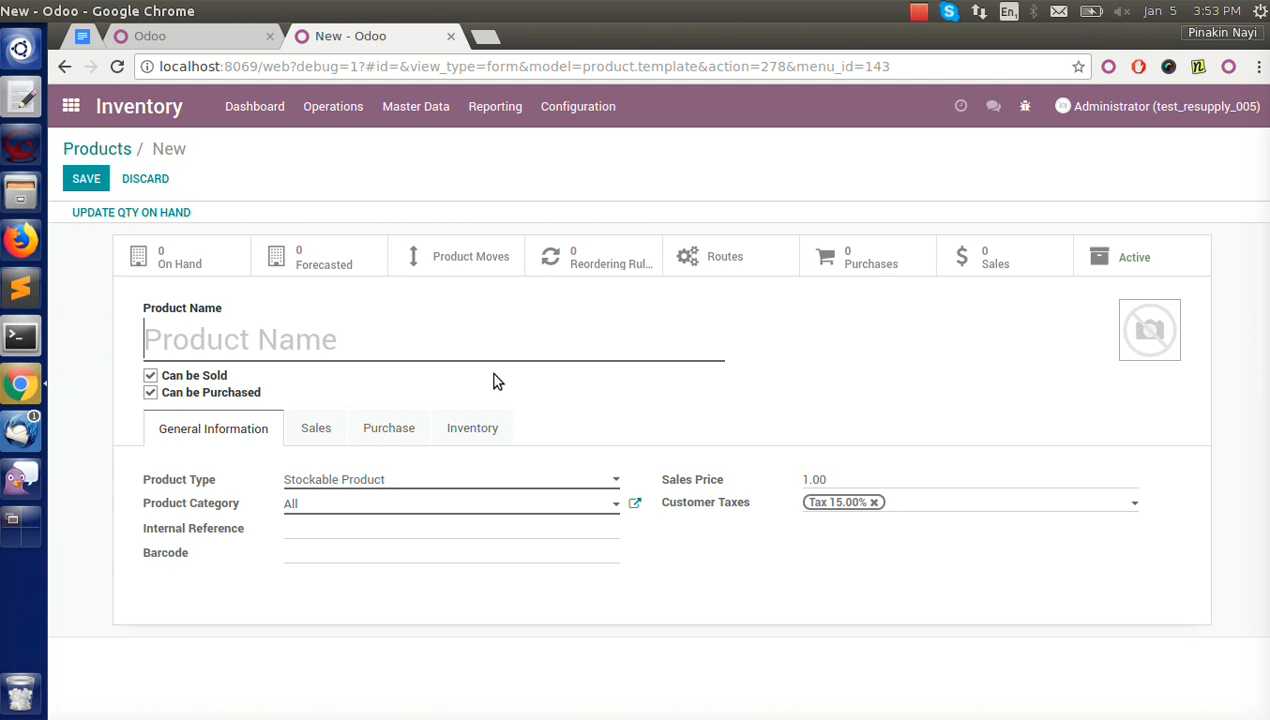 New - Odoo - Google Chrome
En1
Jan 5 3:53 PM
Odoo
New - Odoo
Pinakin Nayi
localhost:8069/web?debug=1?#id=&view_type=form&model=product.template&action=278&menu_id=143
Inventory Dashboard Operations Master Data Reporting Configuration Administrator (test_resupply_005)
Products / New
SAVE DISCARD
UPDATE QTY ON HAND
0 On Hand
0 Forecasted
Product Moves
0 Reordering Rul...
Routes
0 Purchases
0 Sales
Active
Product Name
Product Name
Can be Sold
Can be Purchased
General Information Sales Purchase Inventory
Product Type Stockable Product
Sales Price 1.00
Product Category All
Customer Taxes Tax 15.00%
Internal Reference
Barcode
1